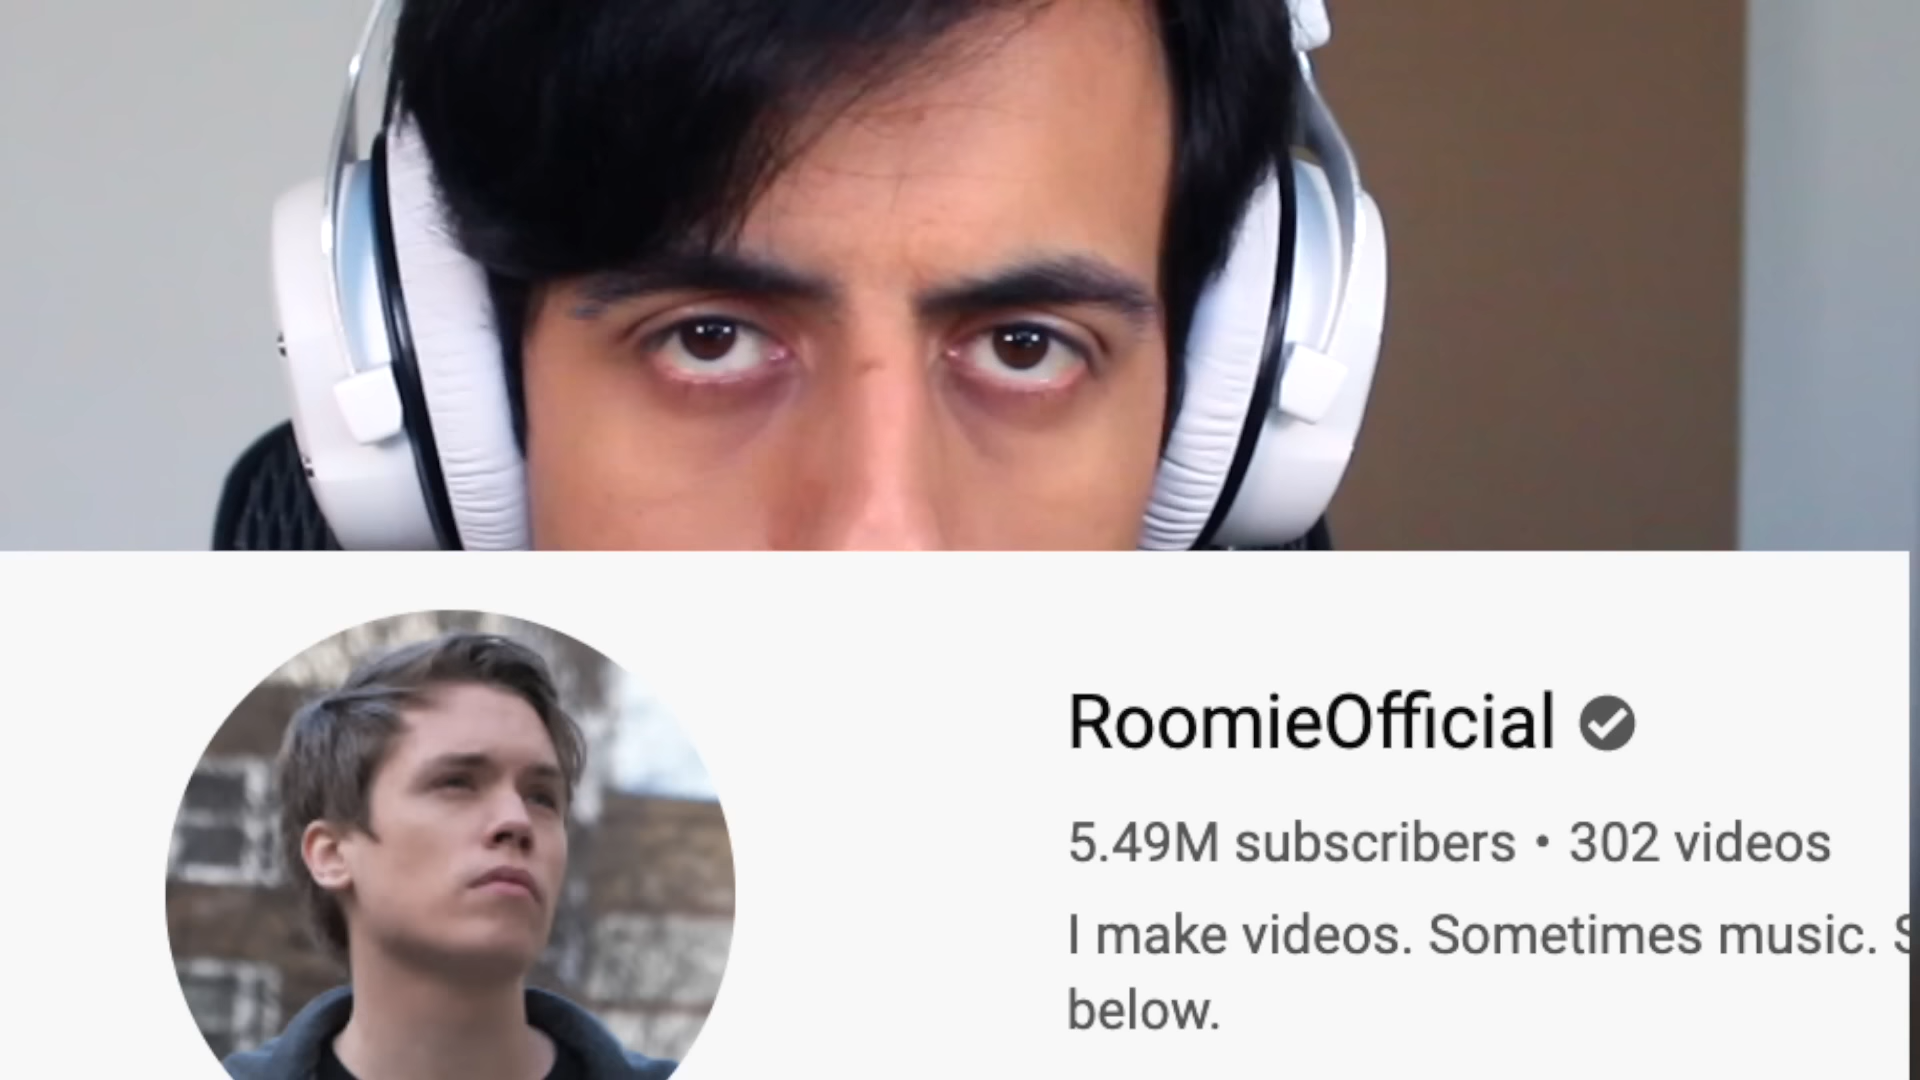 RoomieOfficial
5.49M subscribers • 302 videos
I make videos. Sometimes music.
below.